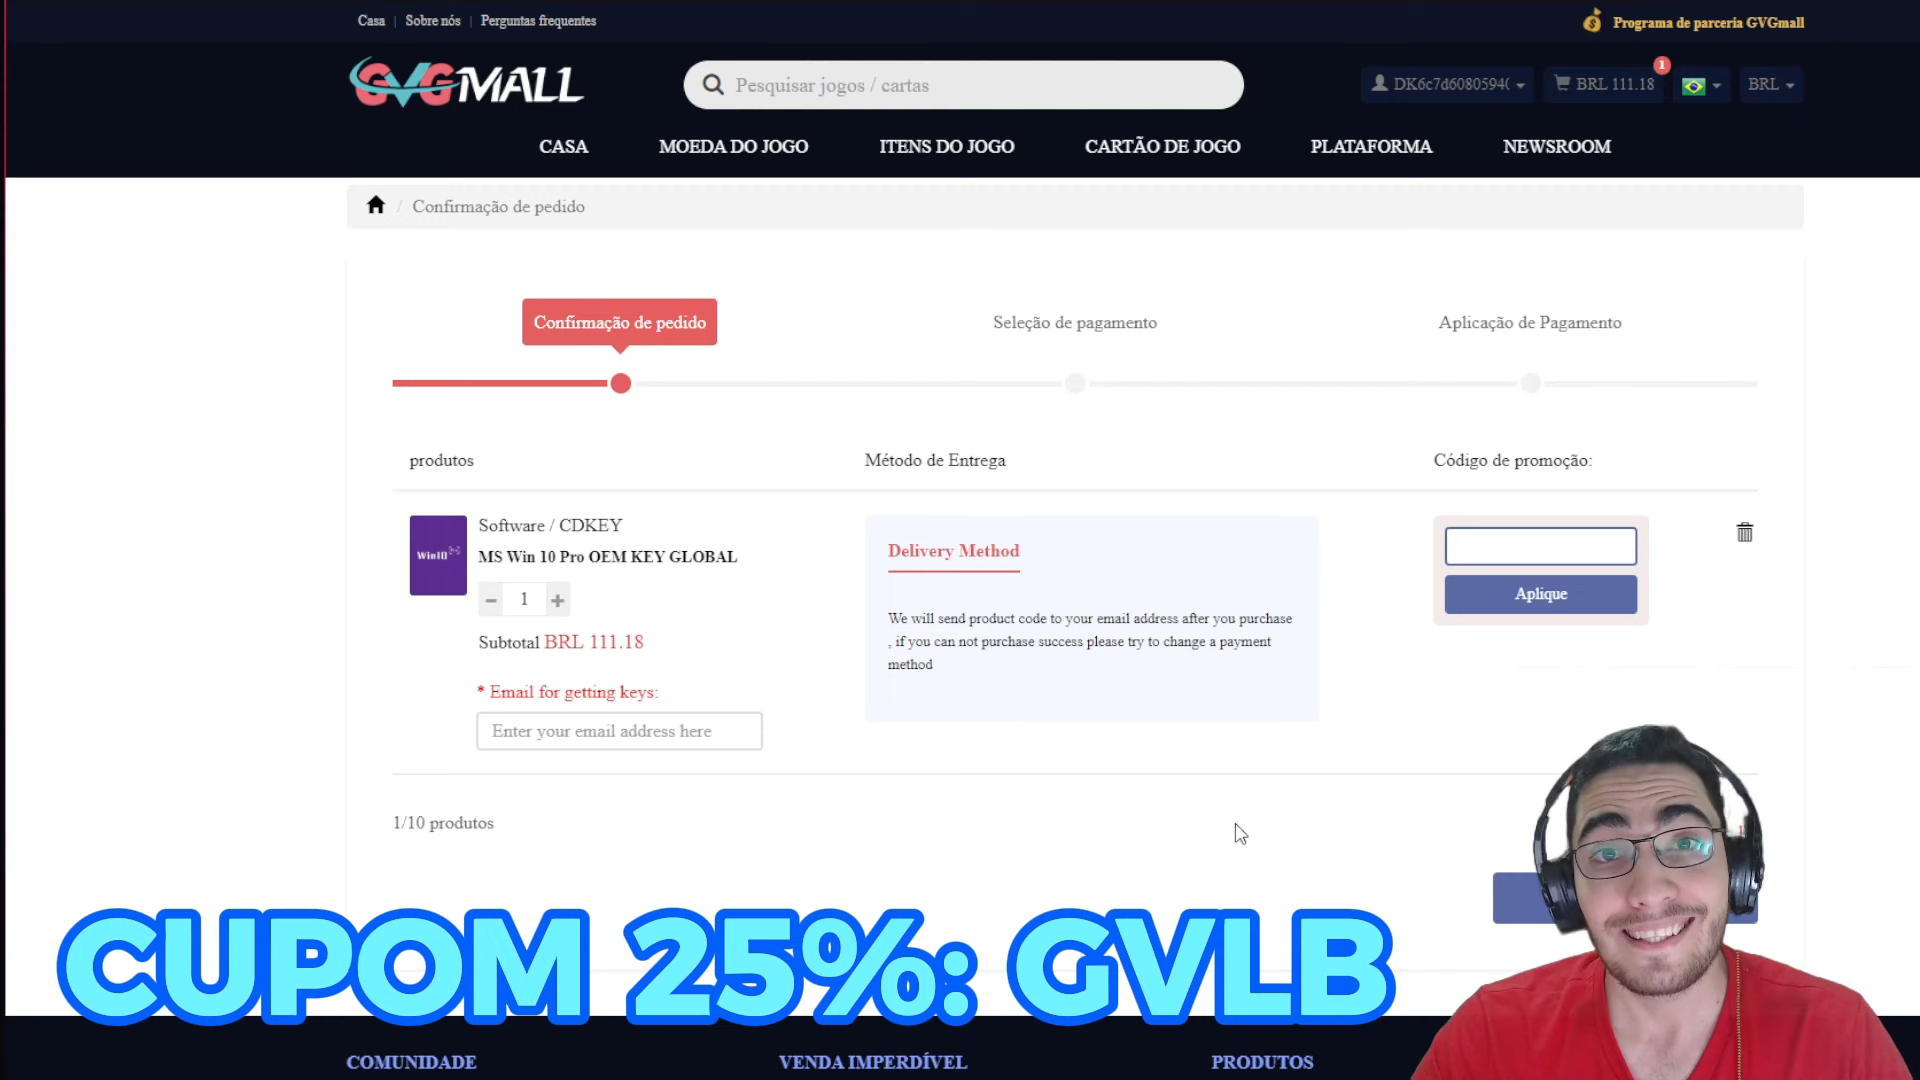 Casa | Sobre nós | Perguntas frequentes
Programa de parceria GVGmall
GVGMALL
Pesquisar jogos / cartas
DK6c7d6080594(
BRL 111.18
1
BRL
CASA
MOEDA DO JOGO
ITENS DO JOGO
CARTÃO DE JOGO
PLATAFORMA
NEWSROOM
/ Confirmação de pedido
Confirmação de pedido
Seleção de pagamento
Aplicação de Pagamento
produtos
Método de Entrega
Código de promoção:
Win10
Software / CDKEY
MS Win 10 Pro OEM KEY GLOBAL
− 1 +
Subtotal BRL 111.18
* Email for getting keys:
Enter your email address here
Delivery Method
We will send product code to your email address after you purchase
, if you can not purchase success please try to change a payment
method
Aplique
1/10 produtos
CUPOM 25%: GVLB
COMUNIDADE
VENDA IMPERDÍVEL
PRODUTOS